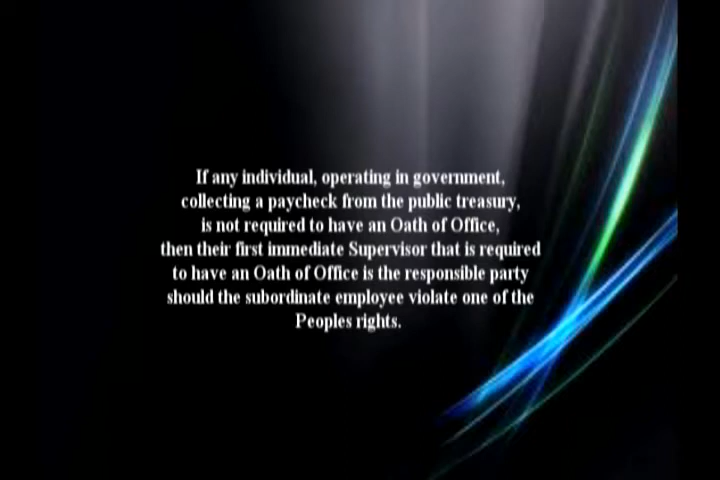 If any individual, operating in government,
collecting a paycheck from the public treasury,
is not required to have an Oath of Office,
then their first immediate Supervisor that is required
to have an Oath of Office is the responsible party
should the subordinate employee violate one of the
Peoples rights.